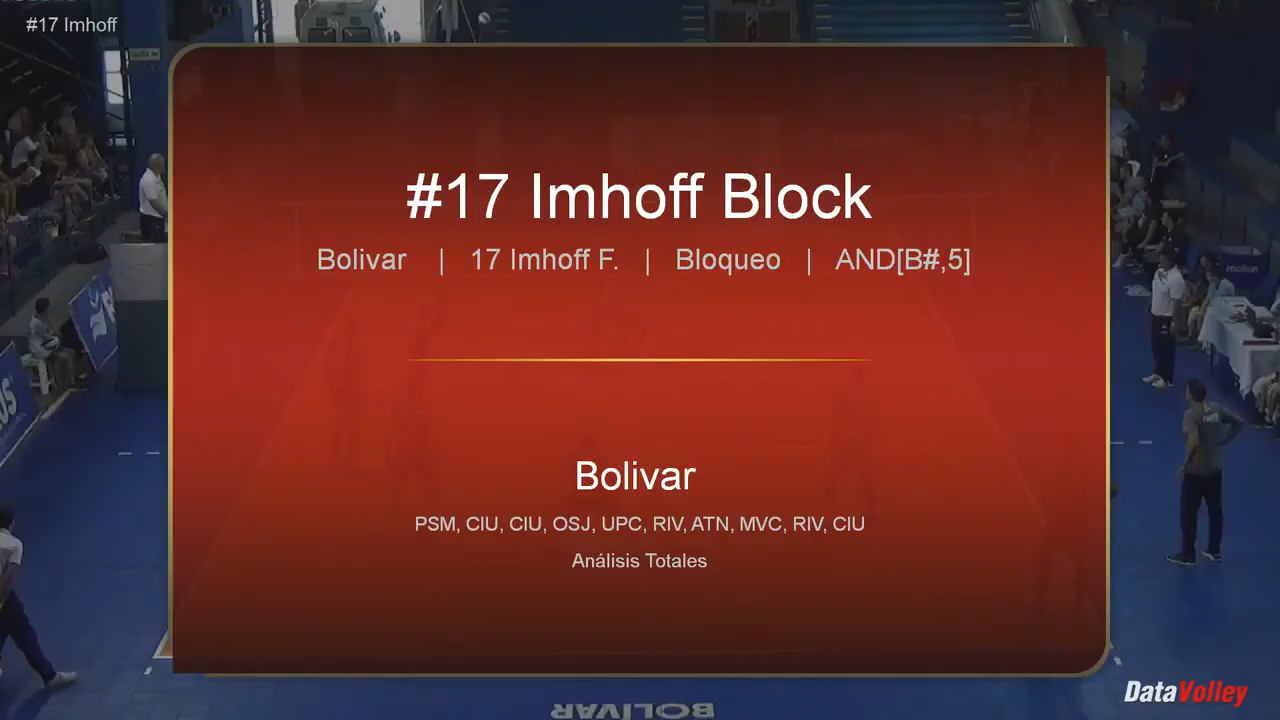 #17 Imhoff
#17 Imhoff Block
Bolivar | 17 Imhoff F. | Bloqueo | AND[B#,5]
Bolivar
PSM, CIU, CIU, OSJ, UPC, RIV, ATN, MVC, RIV, CIU
Análisis Totales
DataVolley
BOLÍVAR